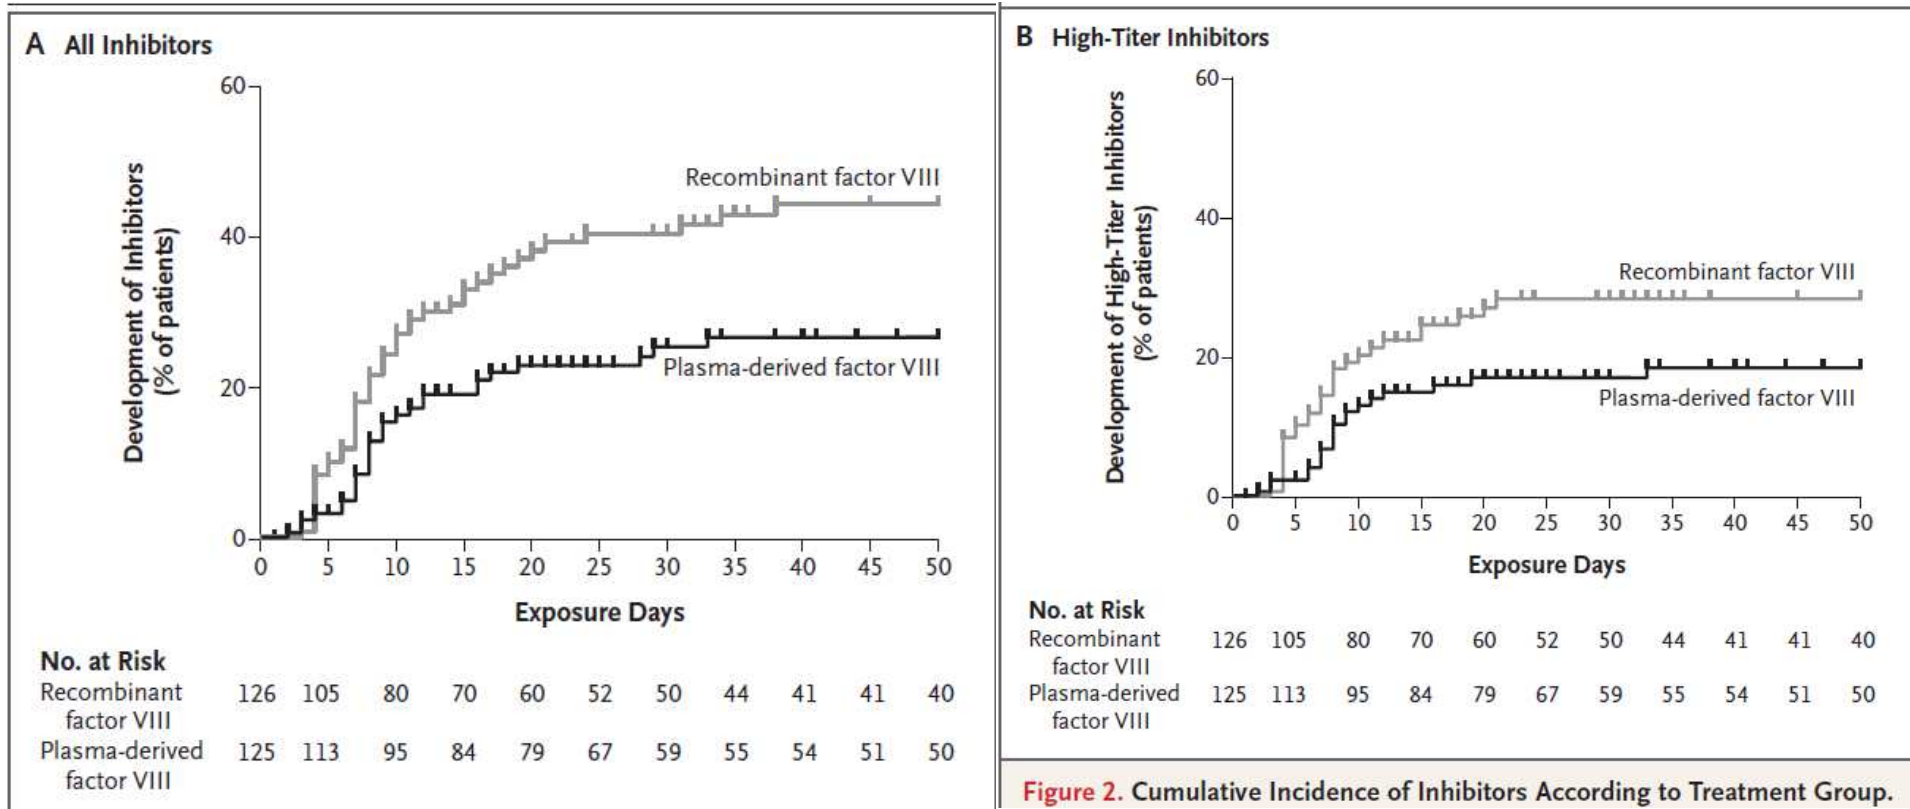 A All Inhibitors
Development of Inhibitors
(% of patients)
60
40
20
0
Recombinant factor VIII
Plasma-derived factor VIII
0 5 10 15 20 25 30 35 40 45 50
Exposure Days
No. at Risk
Recombinant
factor VIII
126 105 80 70 60 52 50 44 41 41 40
Plasma-derived
factor VIII
125 113 95 84 79 67 59 55 54 51 50
B High-Titer Inhibitors
Development of High-Titer Inhibitors
(% of patients)
60
40
20
0
Recombinant factor VIII
Plasma-derived factor VIII
0 5 10 15 20 25 30 35 40 45 50
Exposure Days
No. at Risk
Recombinant
factor VIII
126 105 80 70 60 52 50 44 41 41 40
Plasma-derived
factor VIII
125 113 95 84 79 67 59 55 54 51 50
Figure 2. Cumulative Incidence of Inhibitors According to Treatment Group.